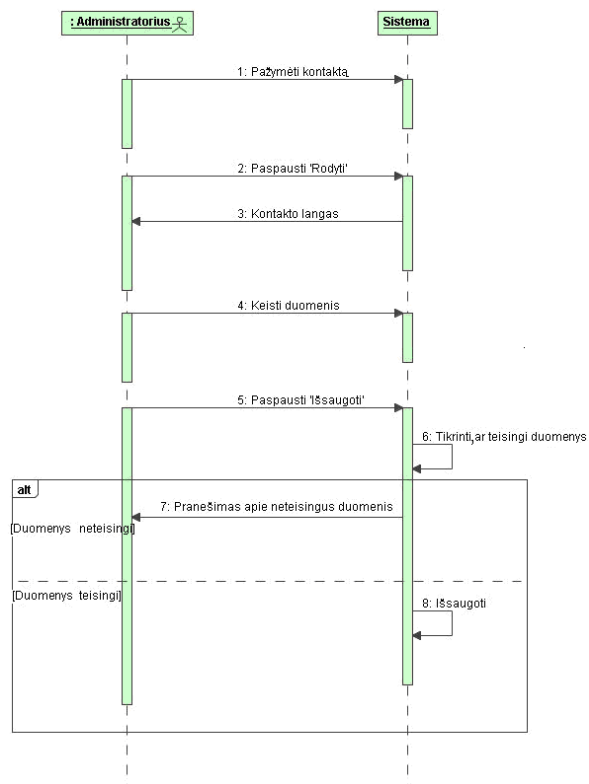 : Administratorius
Sistema
1: Pažymėti kontaktą
2: Paspausti 'Rodyti'
3: Kontakto langas
4: Keisti duomenis
5: Paspausti 'Išsaugoti'
6: Tikrinti,ar teisingi duomenys
alt
7: Pranešimas apie neteisingus duomenis
[Duomenys neteisingi]
[Duomenys teisingi]
8: Išsaugoti